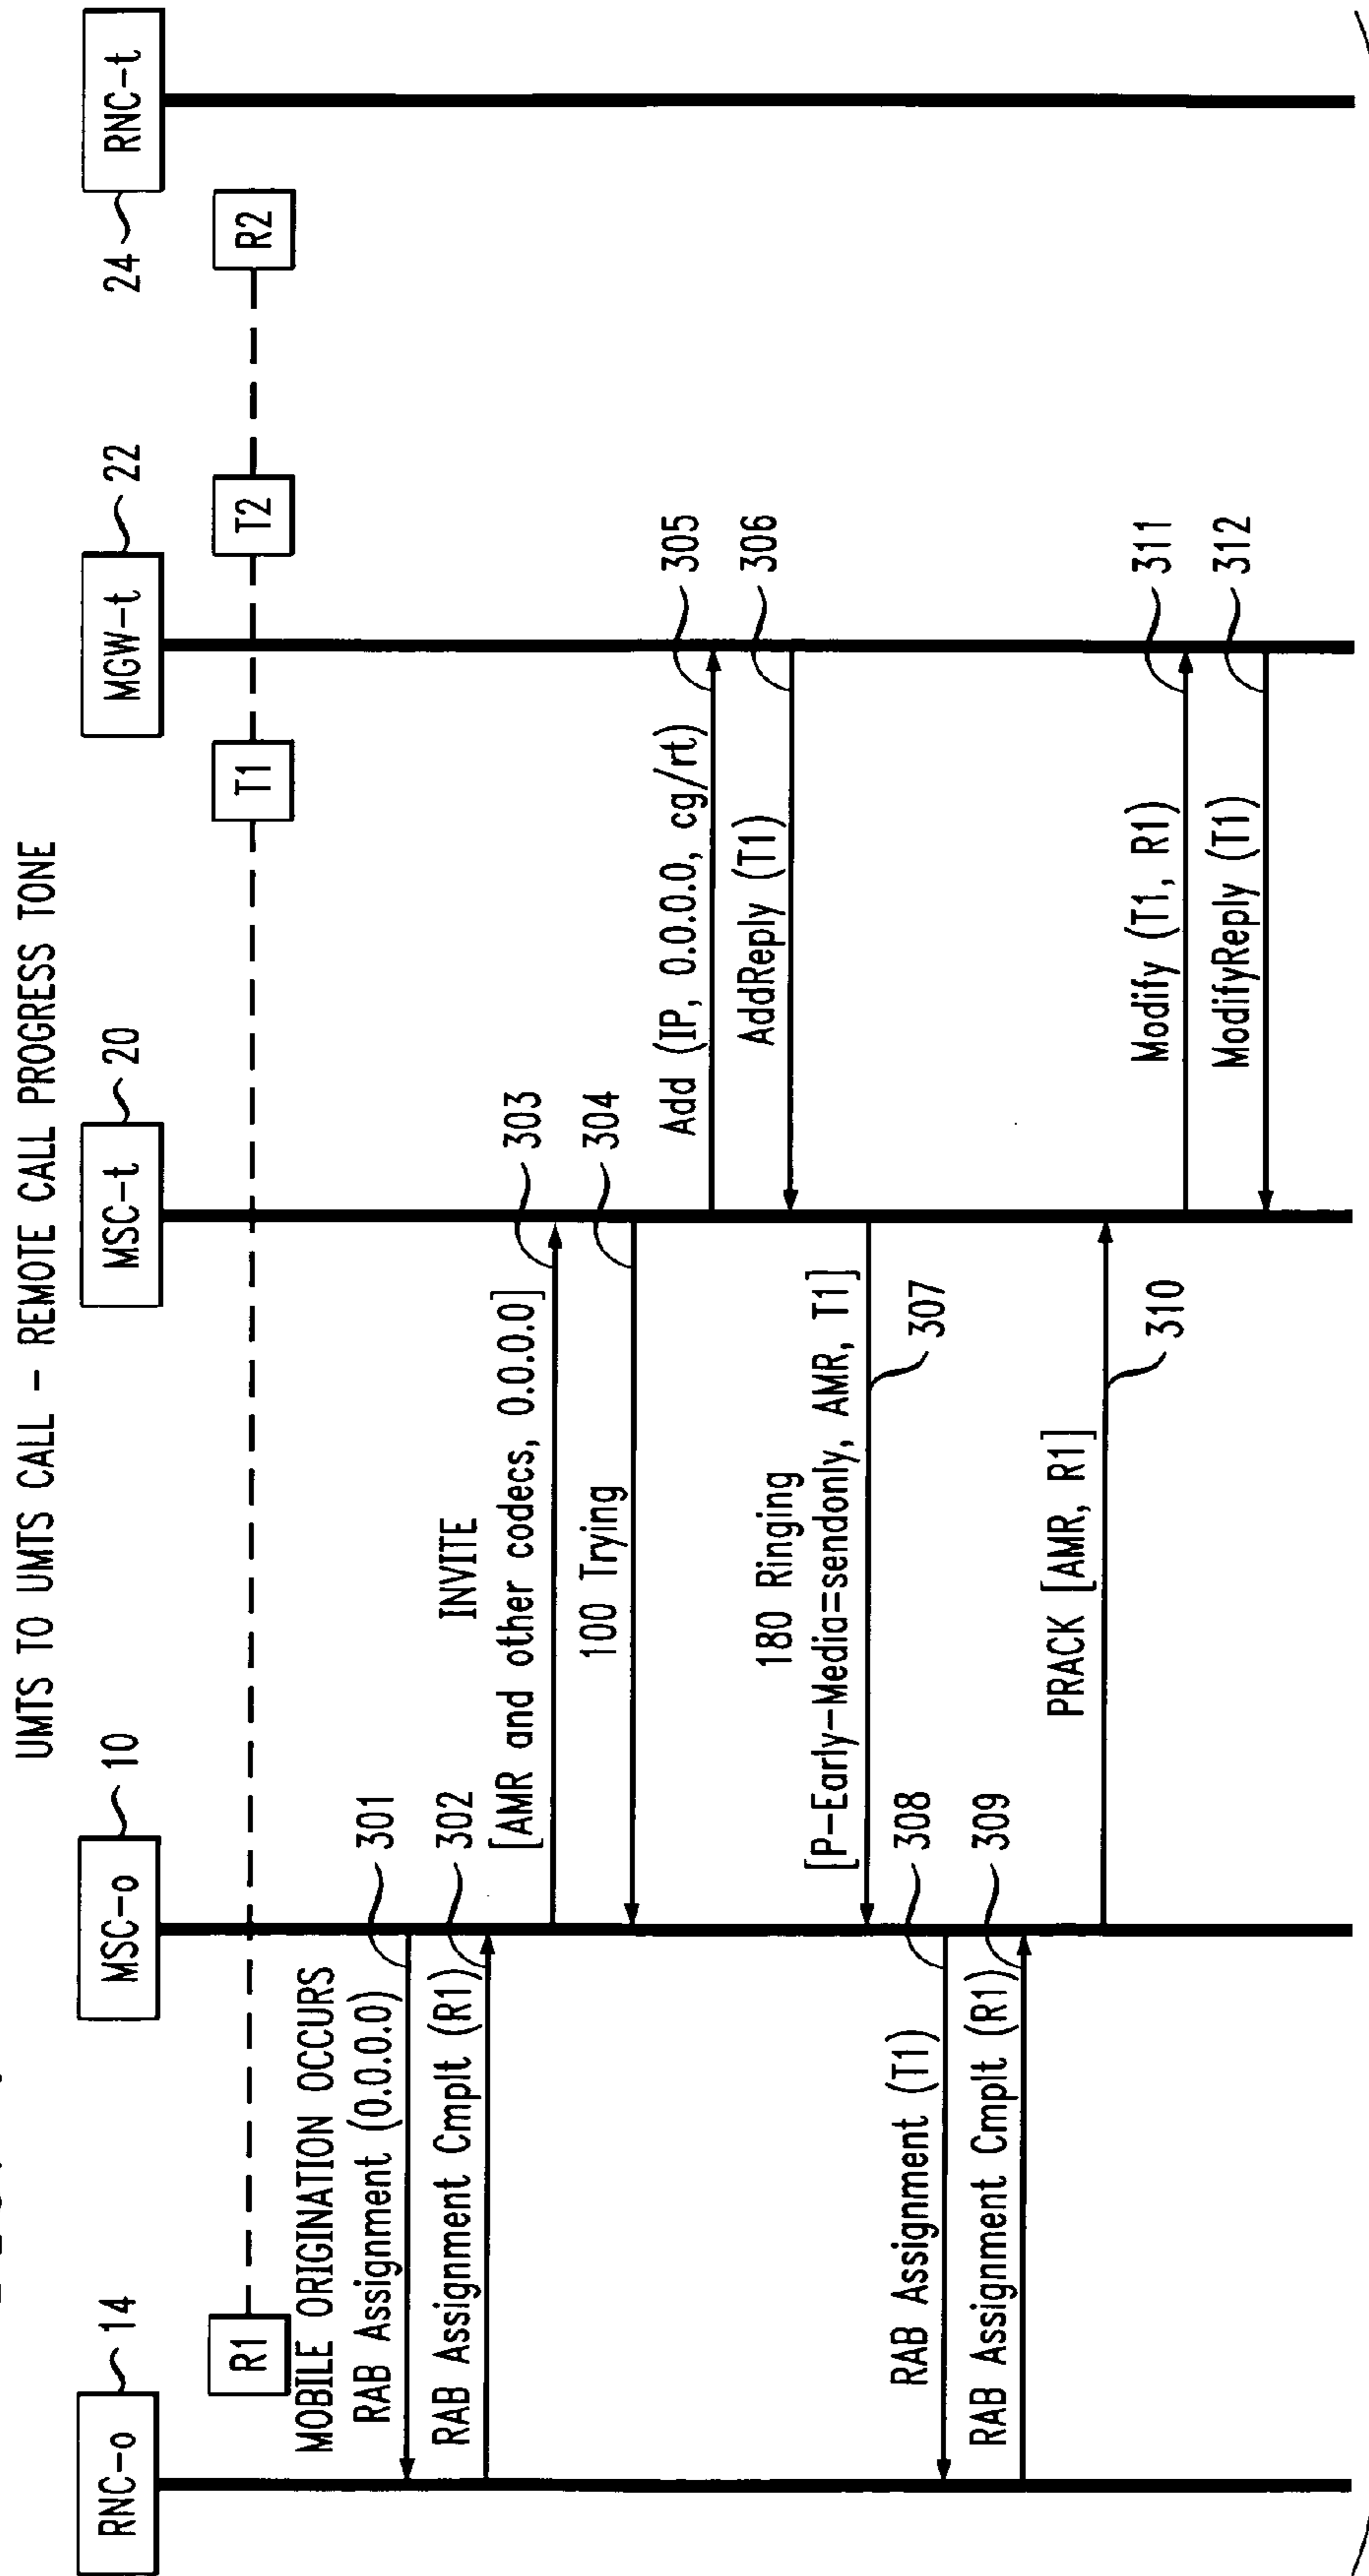 UMTS TO UMTS CALL – REMOTE CALL PROGRESS TONE
RNC–o
14
MSC–o
10
MSC–t
20
MGW–t
22
24
RNC–t
R1
T1
T2
R2
MOBILE ORIGINATION OCCURS
RAB Assignment (0.0.0.0)
301
RAB Assignment Cmplt (R1)
302
INVITE
[AMR and other codecs, 0.0.0.0]
303
100 Trying
304
Add (IP, 0.0.0.0, cg/rt)
305
AddReply (T1)
306
180 Ringing
[P–Early–Media=sendonly, AMR, T1]
307
RAB Assignment (T1)
308
RAB Assignment Cmplt (R1)
309
PRACK [AMR, R1]
310
Modify (T1, R1)
311
ModifyReply (T1)
312